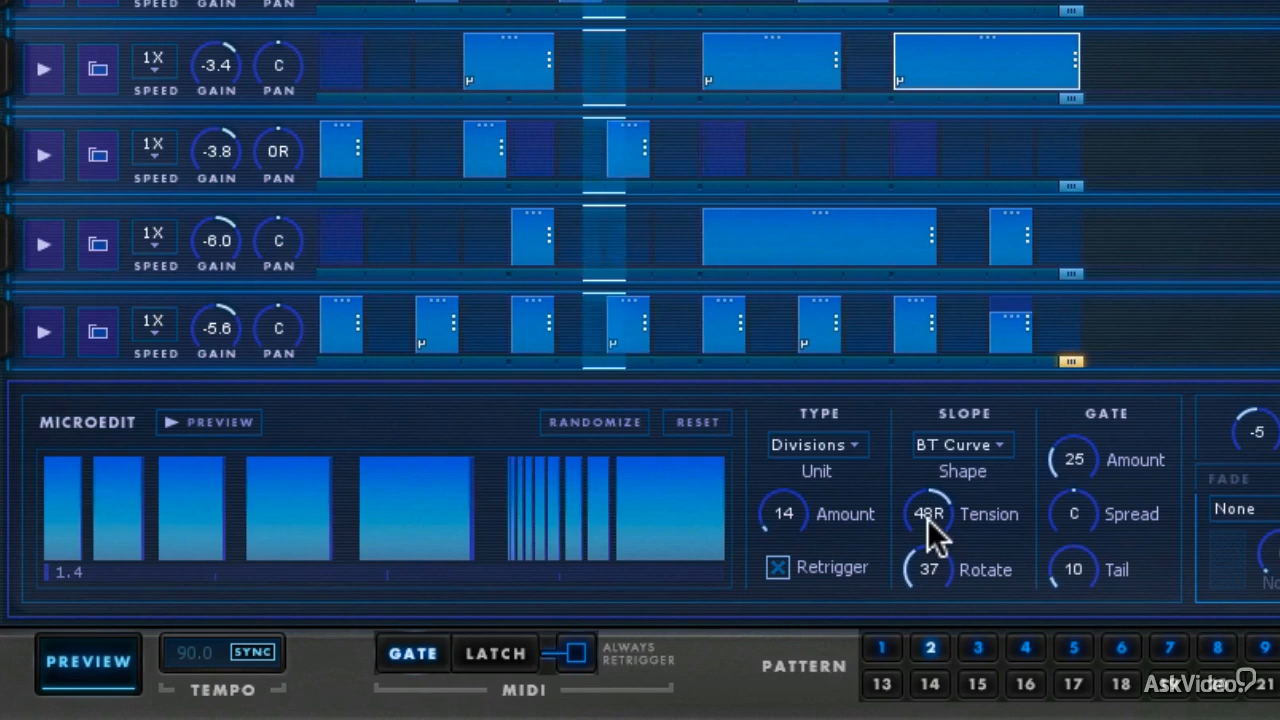 SPEED GAIN PAN
1X -3.4 C
SPEED GAIN PAN
μ μ μ
1X -3.8 0R
SPEED GAIN PAN
1X -6.0 C
SPEED GAIN PAN
1X -5.6 C
SPEED GAIN PAN
μ μ μ
MICROEDIT PREVIEW RANDOMIZE RESET
1.4
TYPE
Divisions
Unit
14 Amount
Retrigger
SLOPE
BT Curve
Shape
48R Tension
37 Rotate
GATE
25 Amount
C Spread
10 Tail
-5
FADE
None
PREVIEW
90.0 SYNC
TEMPO
GATE LATCH
ALWAYS
RETRIGGER
MIDI
PATTERN
1 2 3 4 5 6 7 8 9
13 14 15 16 17 18 21
AskVideo